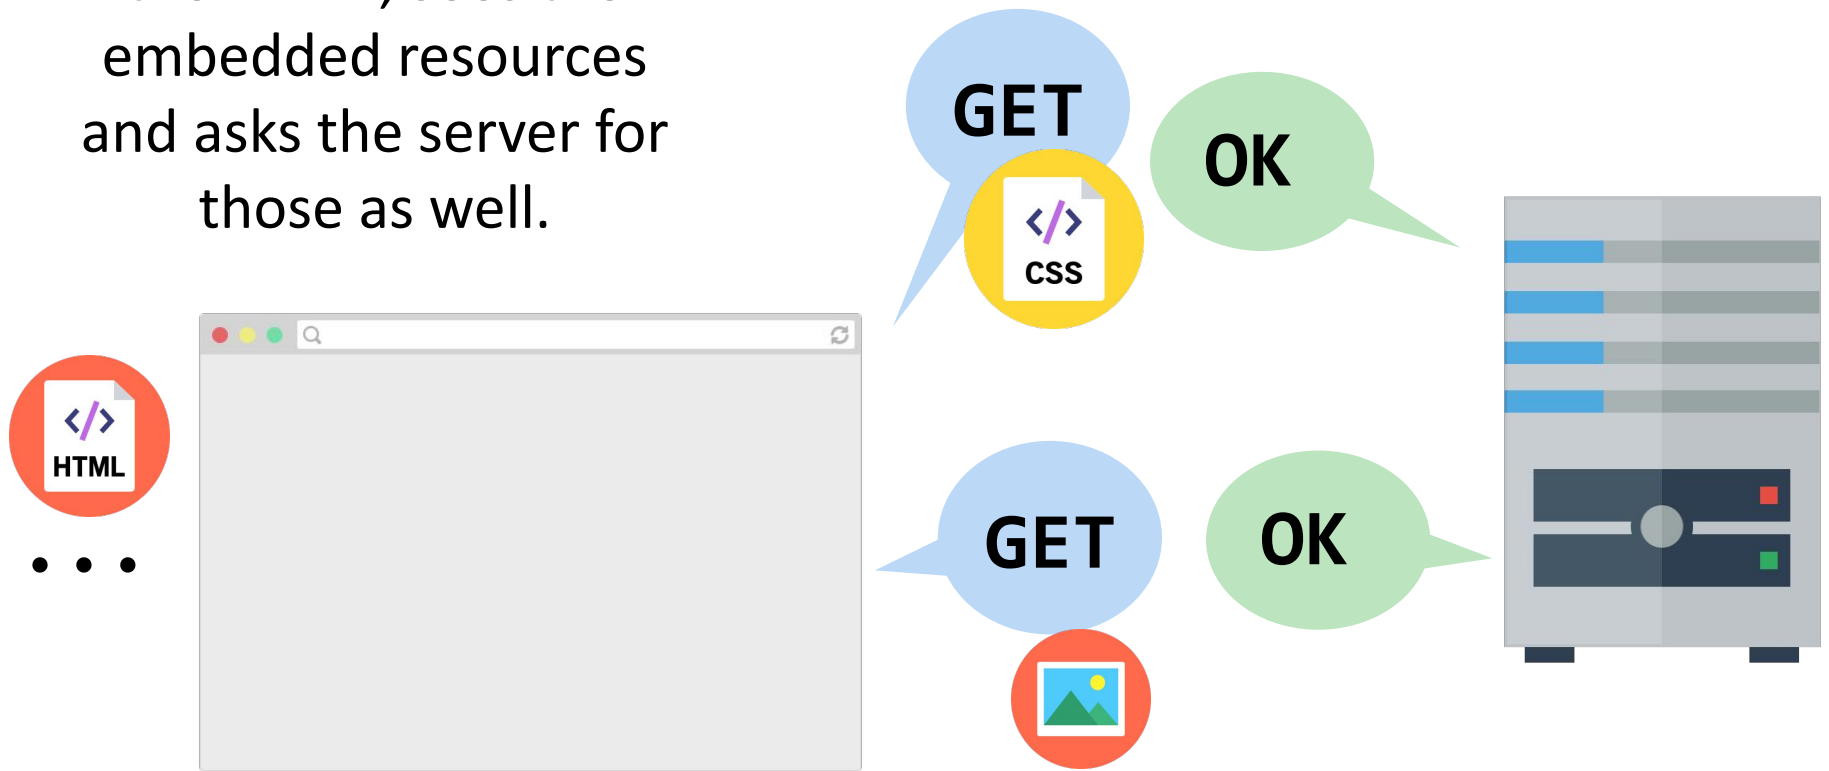 embedded resources
and asks the server for
those as well.
GET
OK
</> 
CSS
</>
HTML
...
GET
OK